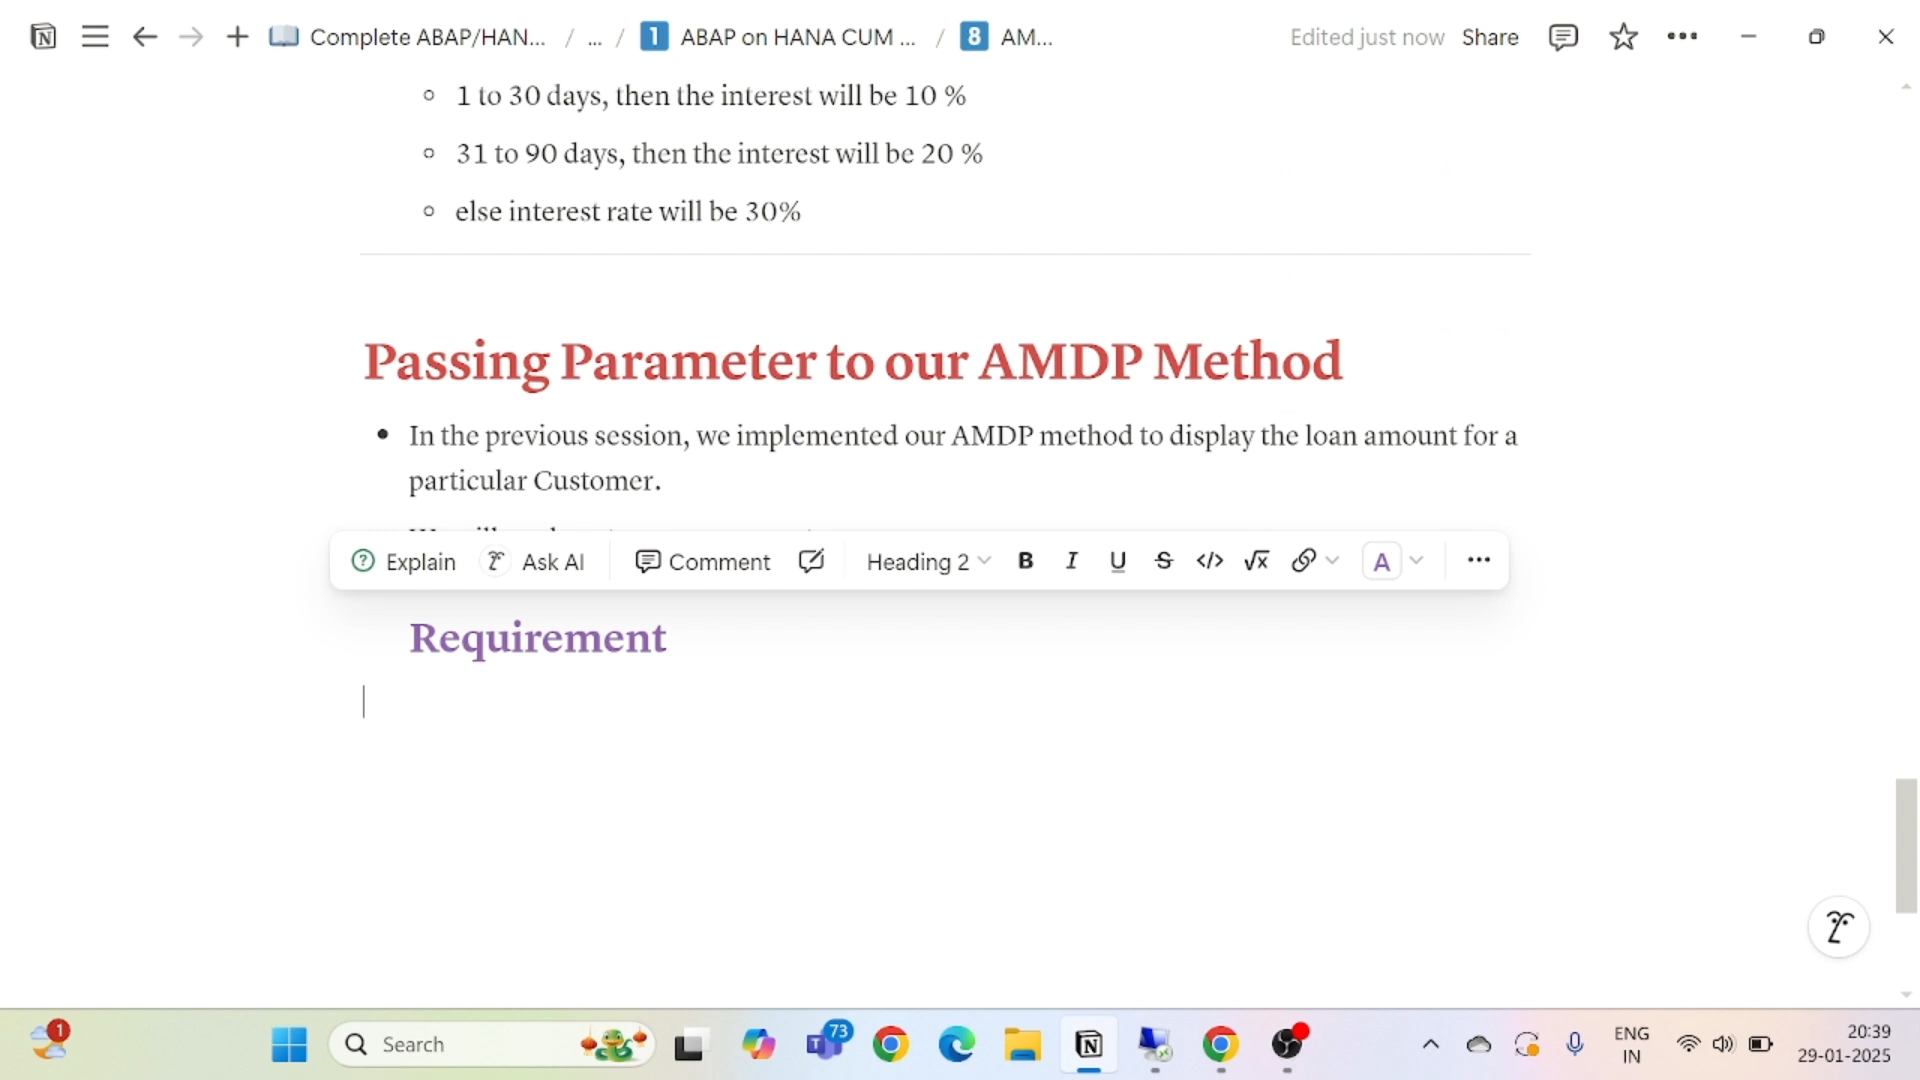 Complete ABAP/HAN... / ... / 1 ABAP on HANA CUM ... / 8 AM...
Edited just now Share
1 to 30 days, then the interest will be 10 %
31 to 90 days, then the interest will be 20 %
else interest rate will be 30%
Passing Parameter to our AMDP Method
In the previous session, we implemented our AMDP method to display the loan amount for a
particular Customer.
Explain Ask AI Comment Heading 2 B I U S </> √x A
Requirement
1 Search 73 ENG 20:39
IN 29-01-2025